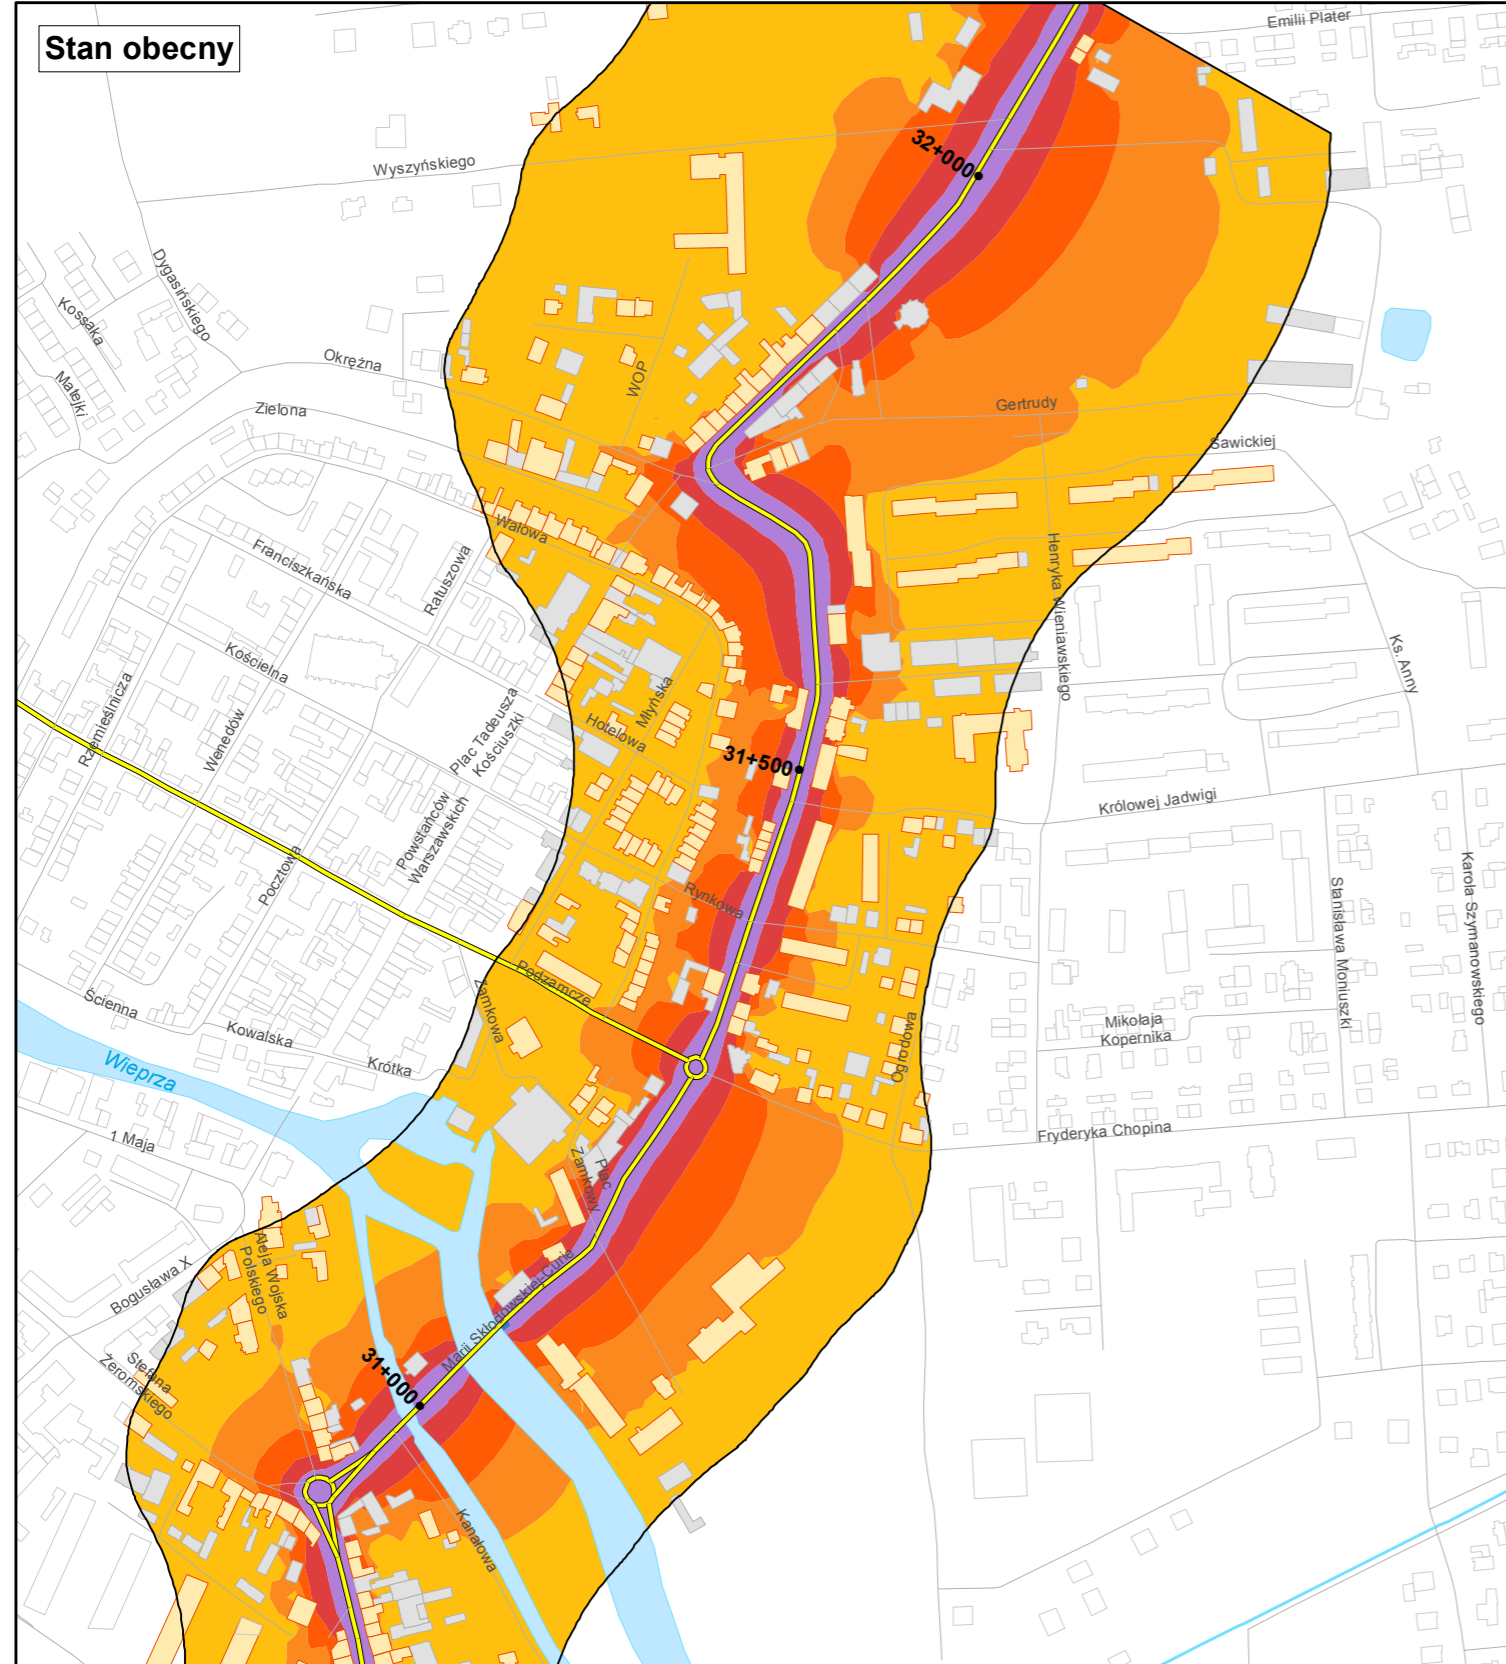 Stan obecny
Emilii Plater
32+000
Wyszyńskiego
Dygasińskiego
Kossaka
Okrężna
Matejki
WOP
Zielona
Gertrudy
Sawickiej
Wałowa
Franciszkańska
Ratuszowa
Henryka Wieniawskiego
Kościelna
Ks. Anny
Rzemieślnicza
Wenedów
Plac Tadeusza
Kościuszki
Młyńska
Hotelowa
31+500
Królowej Jadwigi
Powstańców
Warszawskich
Pocztowa
Rynkowa
Stanisława Moniuszki
Karola Szymanowskiego
Podzamcze
Zamkowa
Ścienna
Kowalska
Krótka
Mikołaja
Kopernika
Ogrodowa
Wieprza
1 Maja
Fryderyka Chopina
Plac
Zamkowy
Aleja Wojska
Polskiego
Bogusława X
Marii Skłodowskiej-Curie
Stefana
Żeromskiego
31+000
Kanałowa